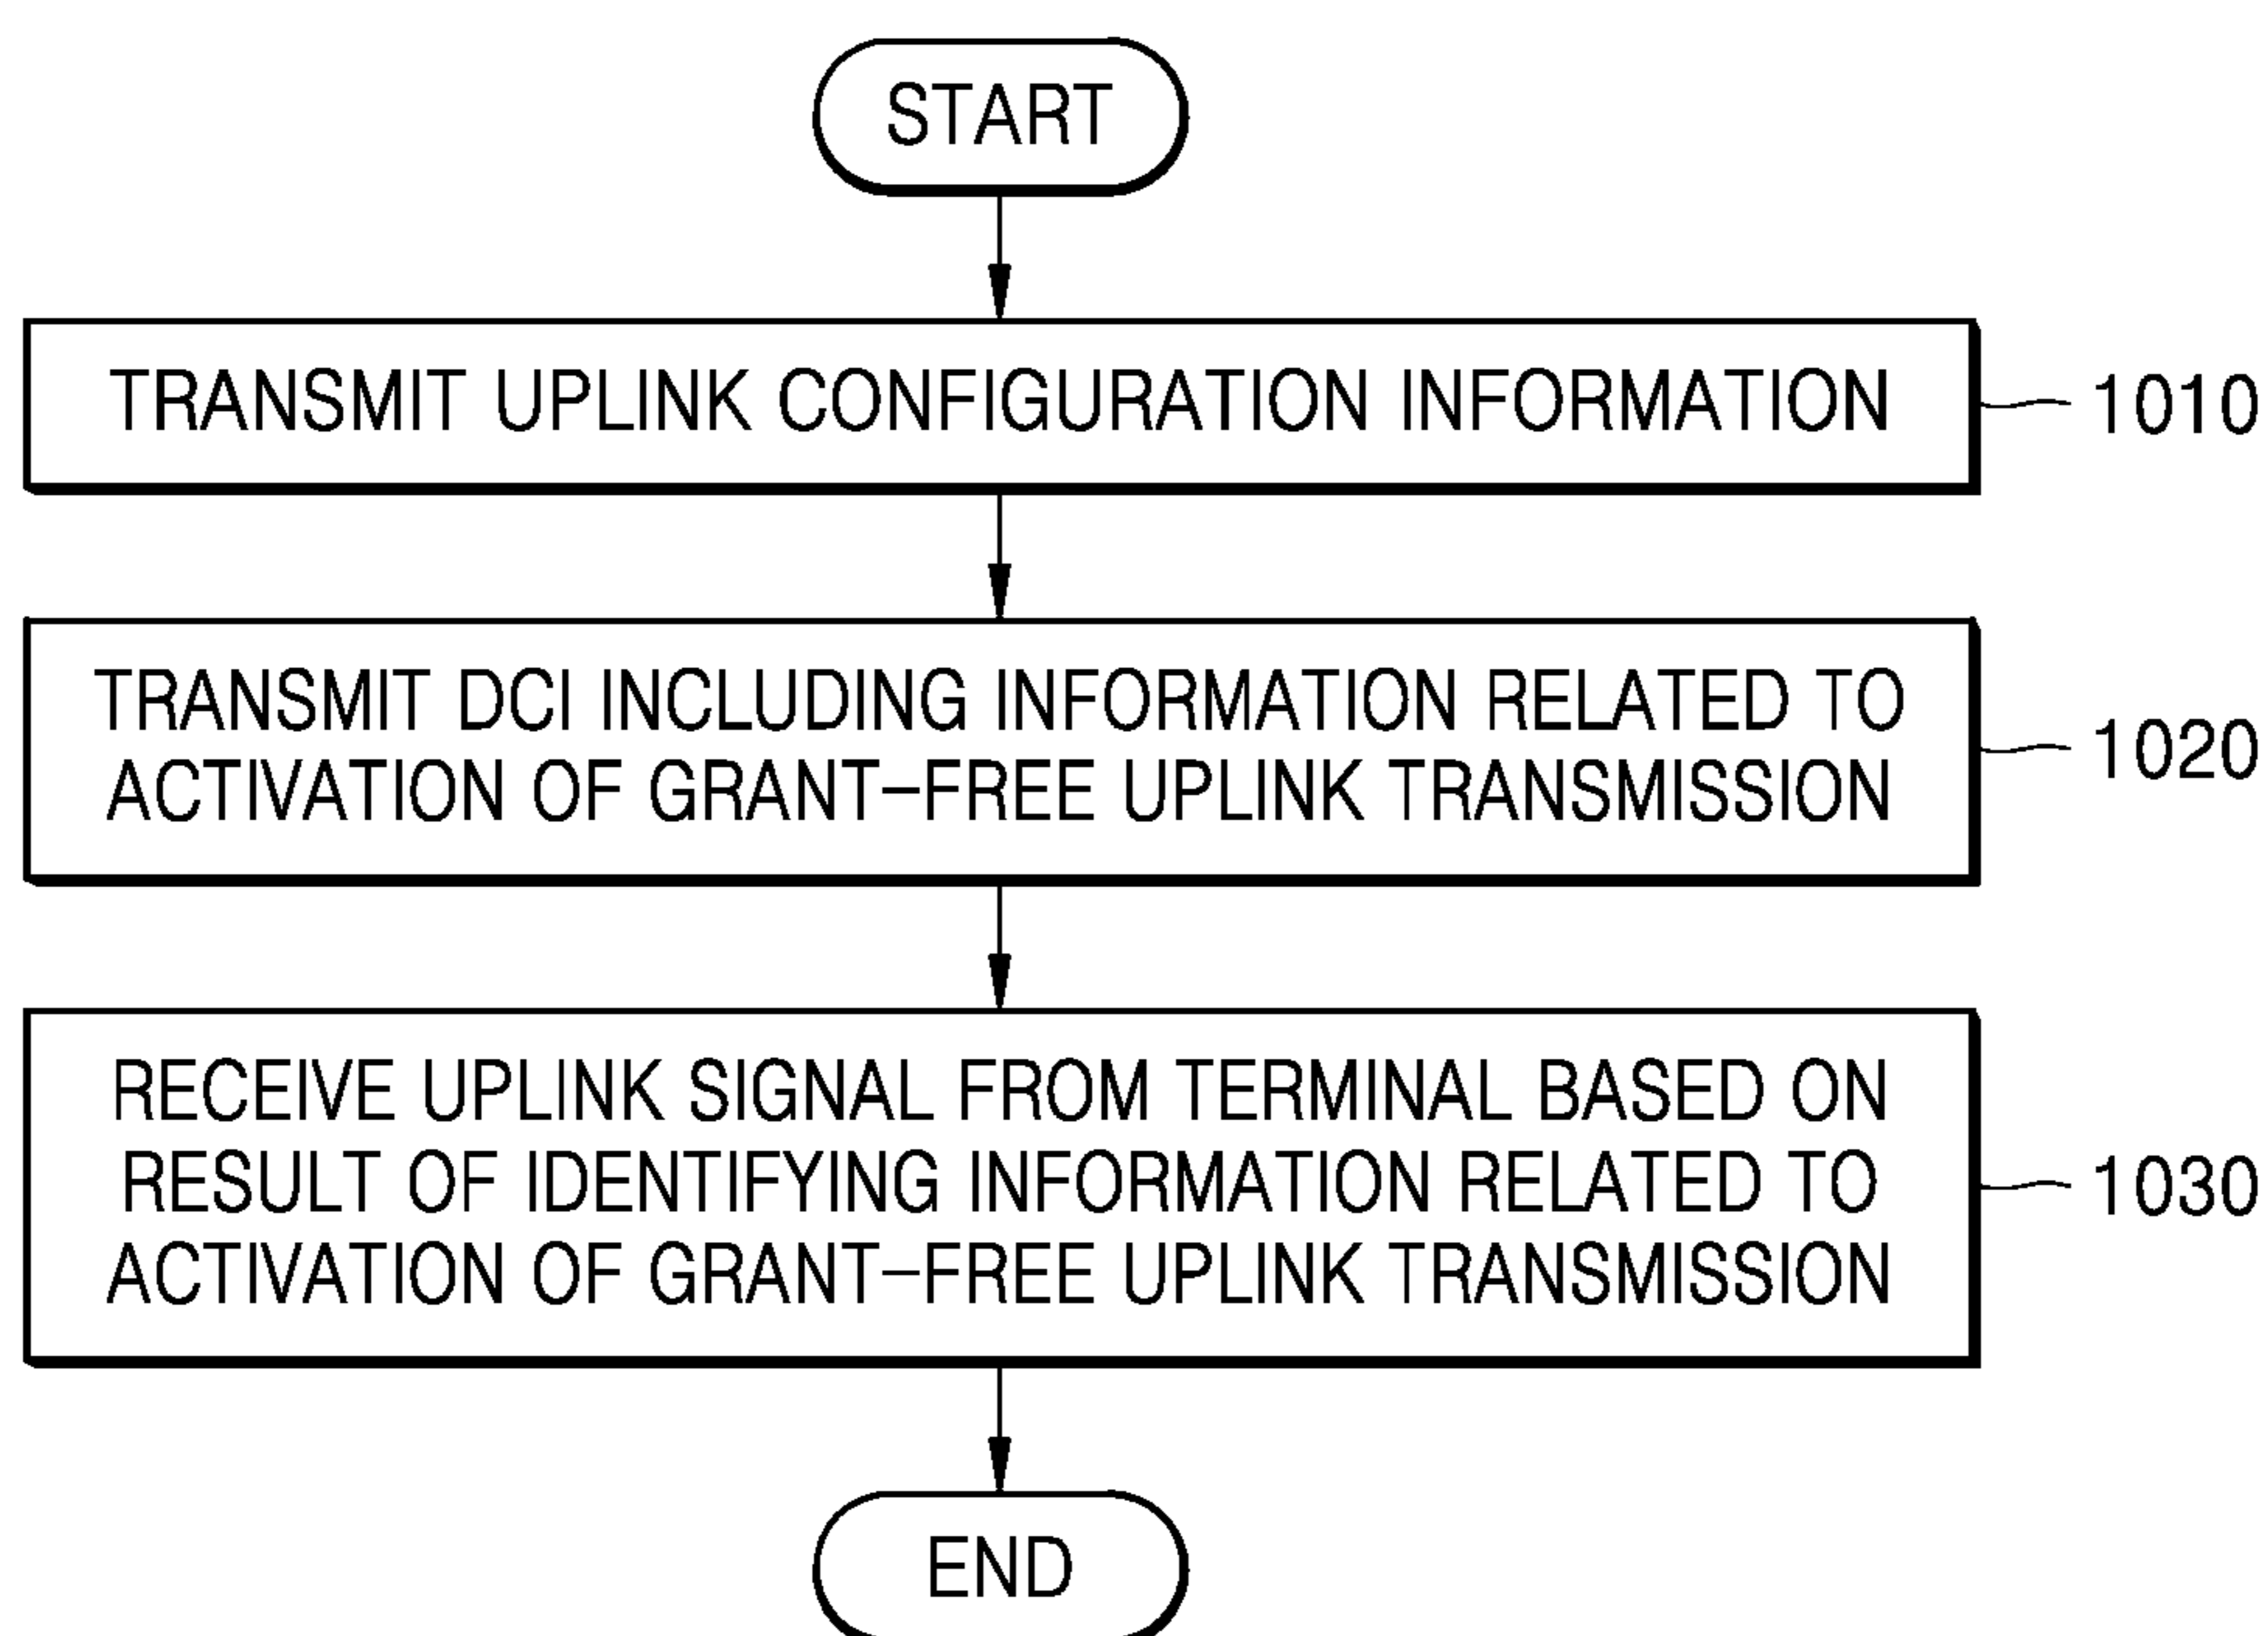 START
TRANSMIT UPLINK CONFIGURATION INFORMATION
1010
TRANSMIT DCI INCLUDING INFORMATION RELATED TO
ACTIVATION OF GRANT-FREE UPLINK TRANSMISSION
1020
RECEIVE UPLINK SIGNAL FROM TERMINAL BASED ON
RESULT OF IDENTIFYING INFORMATION RELATED TO
ACTIVATION OF GRANT-FREE UPLINK TRANSMISSION
1030
END